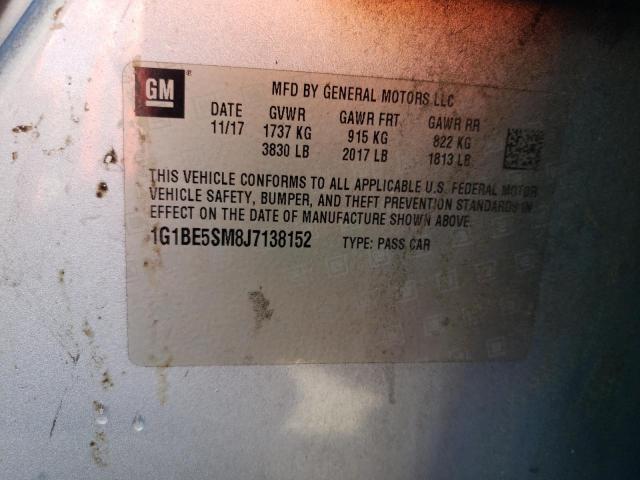 GM ®
MFD BY GENERAL MOTORS LLC
DATE GVWR GAWR FRT GAWR RR
11/17 1737 KG 915 KG 822 KG
3830 LB 2017 LB 1813 LB
THIS VEHICLE CONFORMS TO ALL APPLICABLE U.S. FEDERAL MOTOR
VEHICLE SAFETY, BUMPER, AND THEFT PREVENTION STANDARDS IN
EFFECT ON THE DATE OF MANUFACTURE SHOWN ABOVE.
1G1BE5SM8J7138152 TYPE: PASS CAR